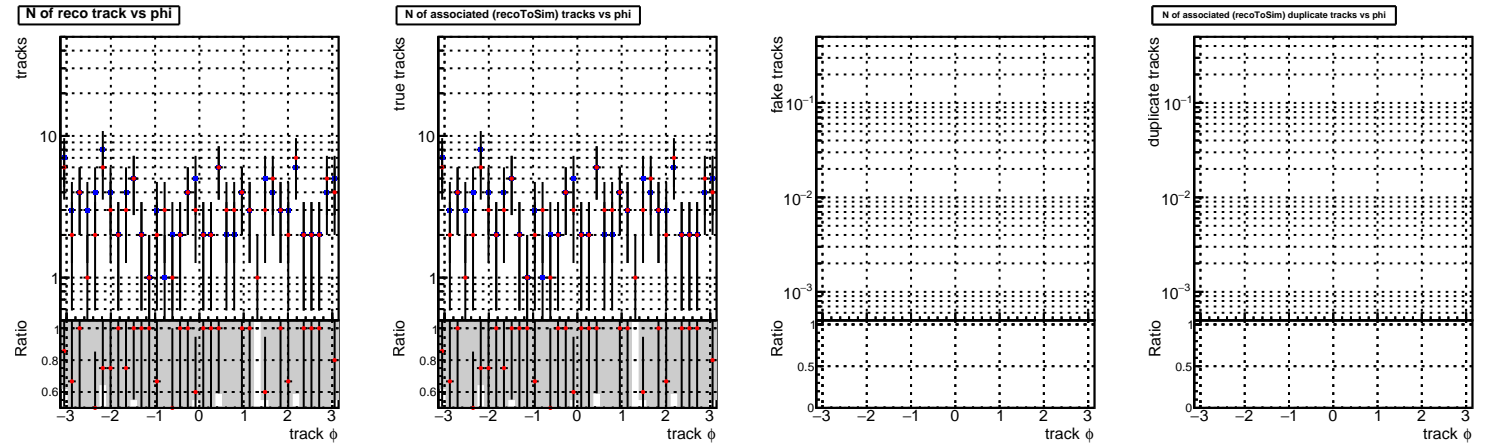 N of reco track vs phi
tracks
10
1
Ratio
1
0.8
0.6
−3 −2 −1 0 1 2 3
track ϕ
N of associated (recoToSim) tracks vs phi
true tracks
10
1
Ratio
1
0.8
0.6
−3 −2 −1 0 1 2 3
track ϕ
fake tracks
10−1
10−2
10−3
Ratio
1
0.5
0
−3 −2 −1 0 1 2 3
track ϕ
N of associated (recoToSim) duplicate tracks vs phi
duplicate tracks
10−1
10−2
10−3
Ratio
1
0.5
0
−3 −2 −1 0 1 2 3
track ϕ